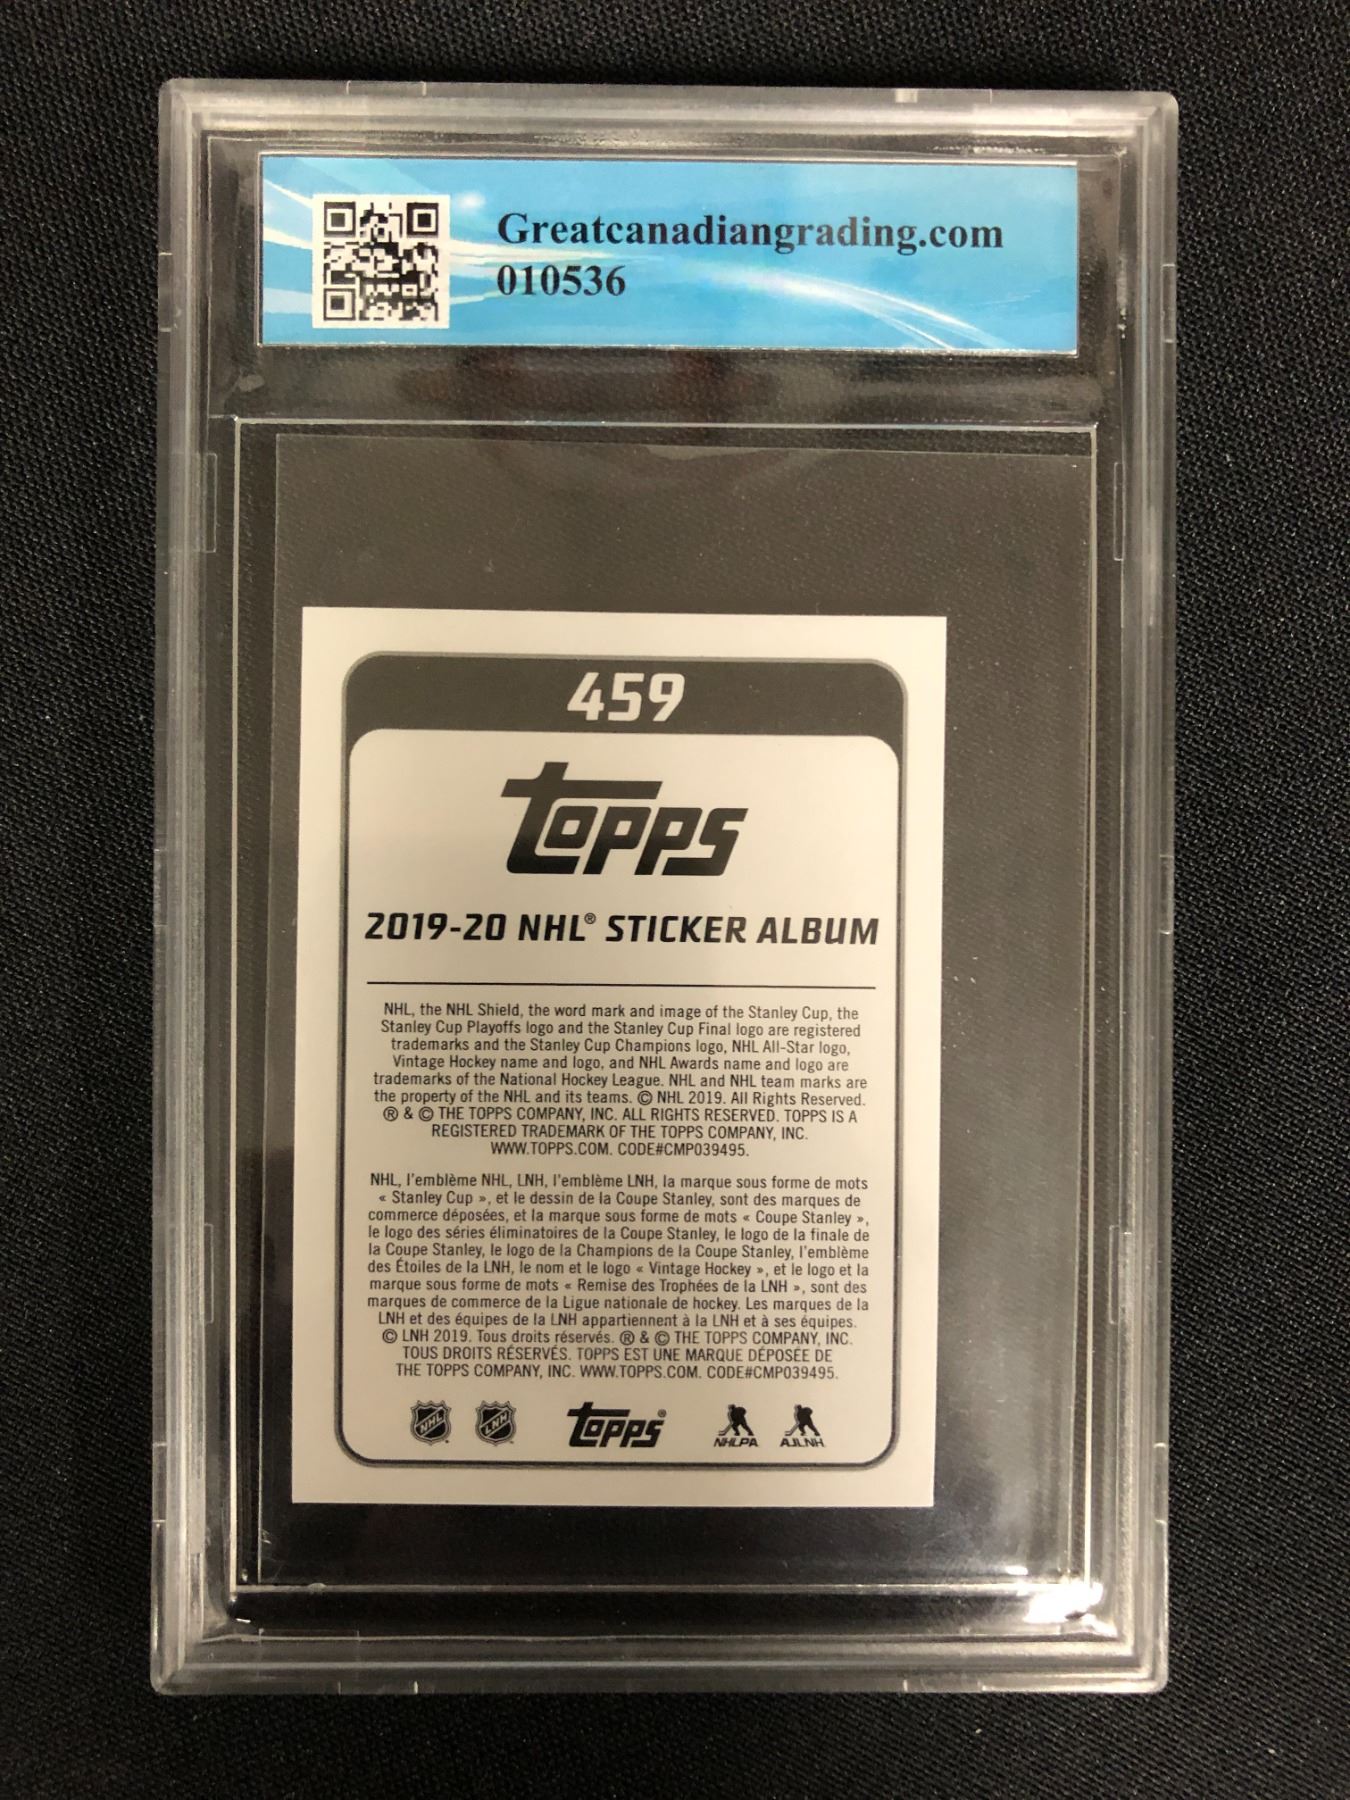 Greatcanadiangrading.com
010536
459
topps
2019-20 NHL® STICKER ALBUM
NHL, the NHL Shield, the word mark and image of the Stanley Cup, the
Stanley Cup Playoffs logo and the Stanley Cup Final logo are registered
trademarks and the Stanley Cup Champions logo, NHL All-Star logo,
Vintage Hockey name and logo, and NHL Awards name and logo are
trademarks of the National Hockey League. NHL and NHL team marks are
the property of the NHL and its teams. © NHL 2019. All Rights Reserved.
® & © THE TOPPS COMPANY, INC. ALL RIGHTS RESERVED. TOPPS IS A
REGISTERED TRADEMARK OF THE TOPPS COMPANY, INC.
WWW.TOPPS.COM. CODE#CMP039495.
NHL, l'emblème NHL, LNH, l'emblème LNH, la marque sous forme de mots
« Stanley Cup », et le dessin de la Coupe Stanley, sont des marques de
commerce déposées, et la marque sous forme de mots « Coupe Stanley »,
le logo des séries éliminatoires de la Coupe Stanley, le logo de la finale de
la Coupe Stanley, le logo de la Champions de la Coupe Stanley, l'emblème
des Étoiles de la LNH, le nom et le logo « Vintage Hockey », et le logo et la
marque sous forme de mots « Remise des Trophées de la LNH », sont des
marques de commerce de la Ligue nationale de hockey. Les marques de la
LNH et des équipes de la LNH appartiennent à la LNH et à ses équipes.
© LNH 2019. Tous droits réservés. ® & © THE TOPPS COMPANY, INC.
TOUS DROITS RÉSERVÉS. TOPPS EST UNE MARQUE DÉPOSÉE DE
THE TOPPS COMPANY, INC. WWW.TOPPS.COM. CODE#CMP039495.
NHL LNH topps® NHLPA AJLNH